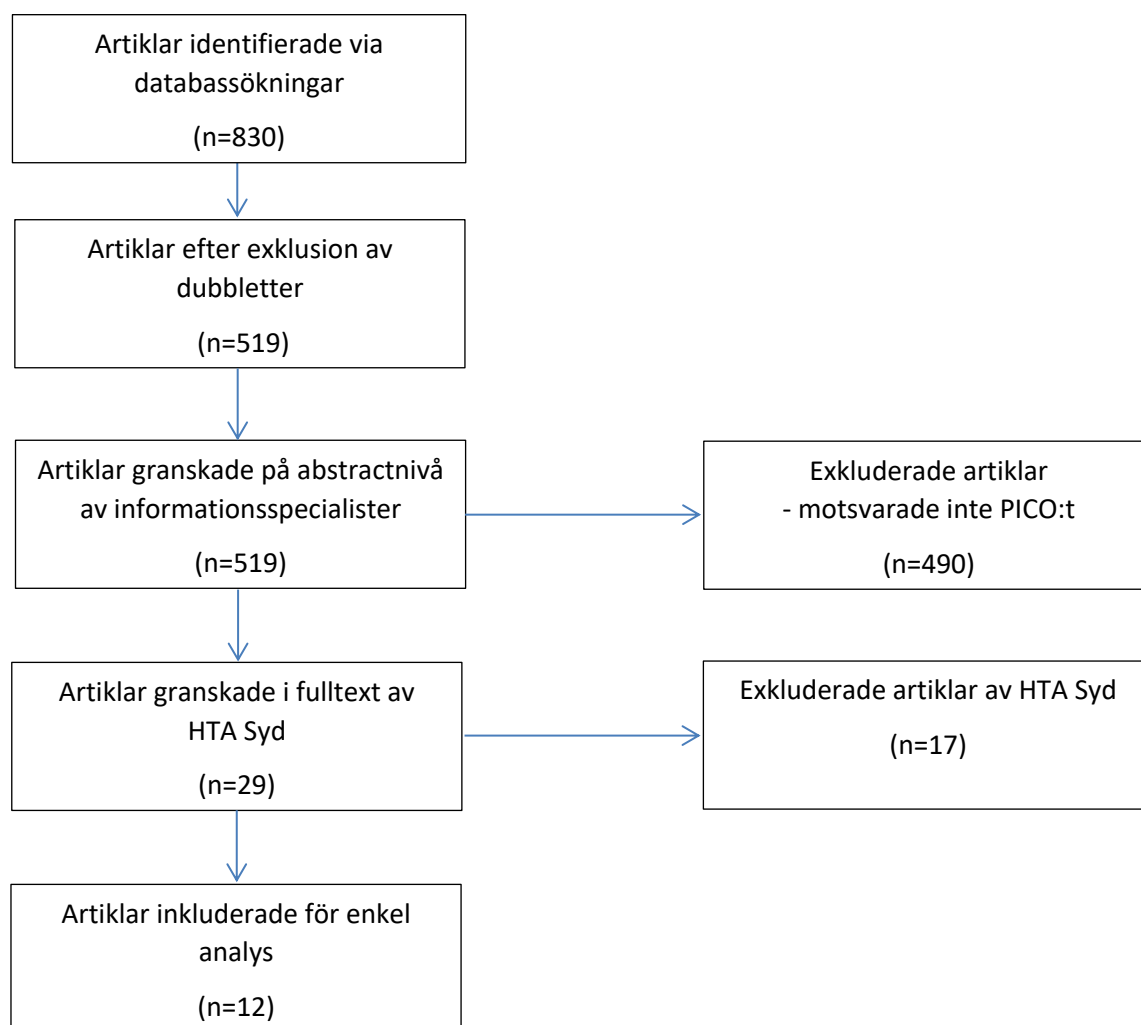 Artiklar identifierade via
databassökningar
(n=830)
Artiklar efter exklusion av
dubbletter
(n=519)
Artiklar granskade på abstractnivå
av informationsspecialister
(n=519)
Exkluderade artiklar
- motsvarade inte PICO:t
(n=490)
Artiklar granskade i fulltext av
HTA Syd
(n=29)
Exkluderade artiklar av HTA Syd
(n=17)
Artiklar inkluderade för enkel
analys
(n=12)